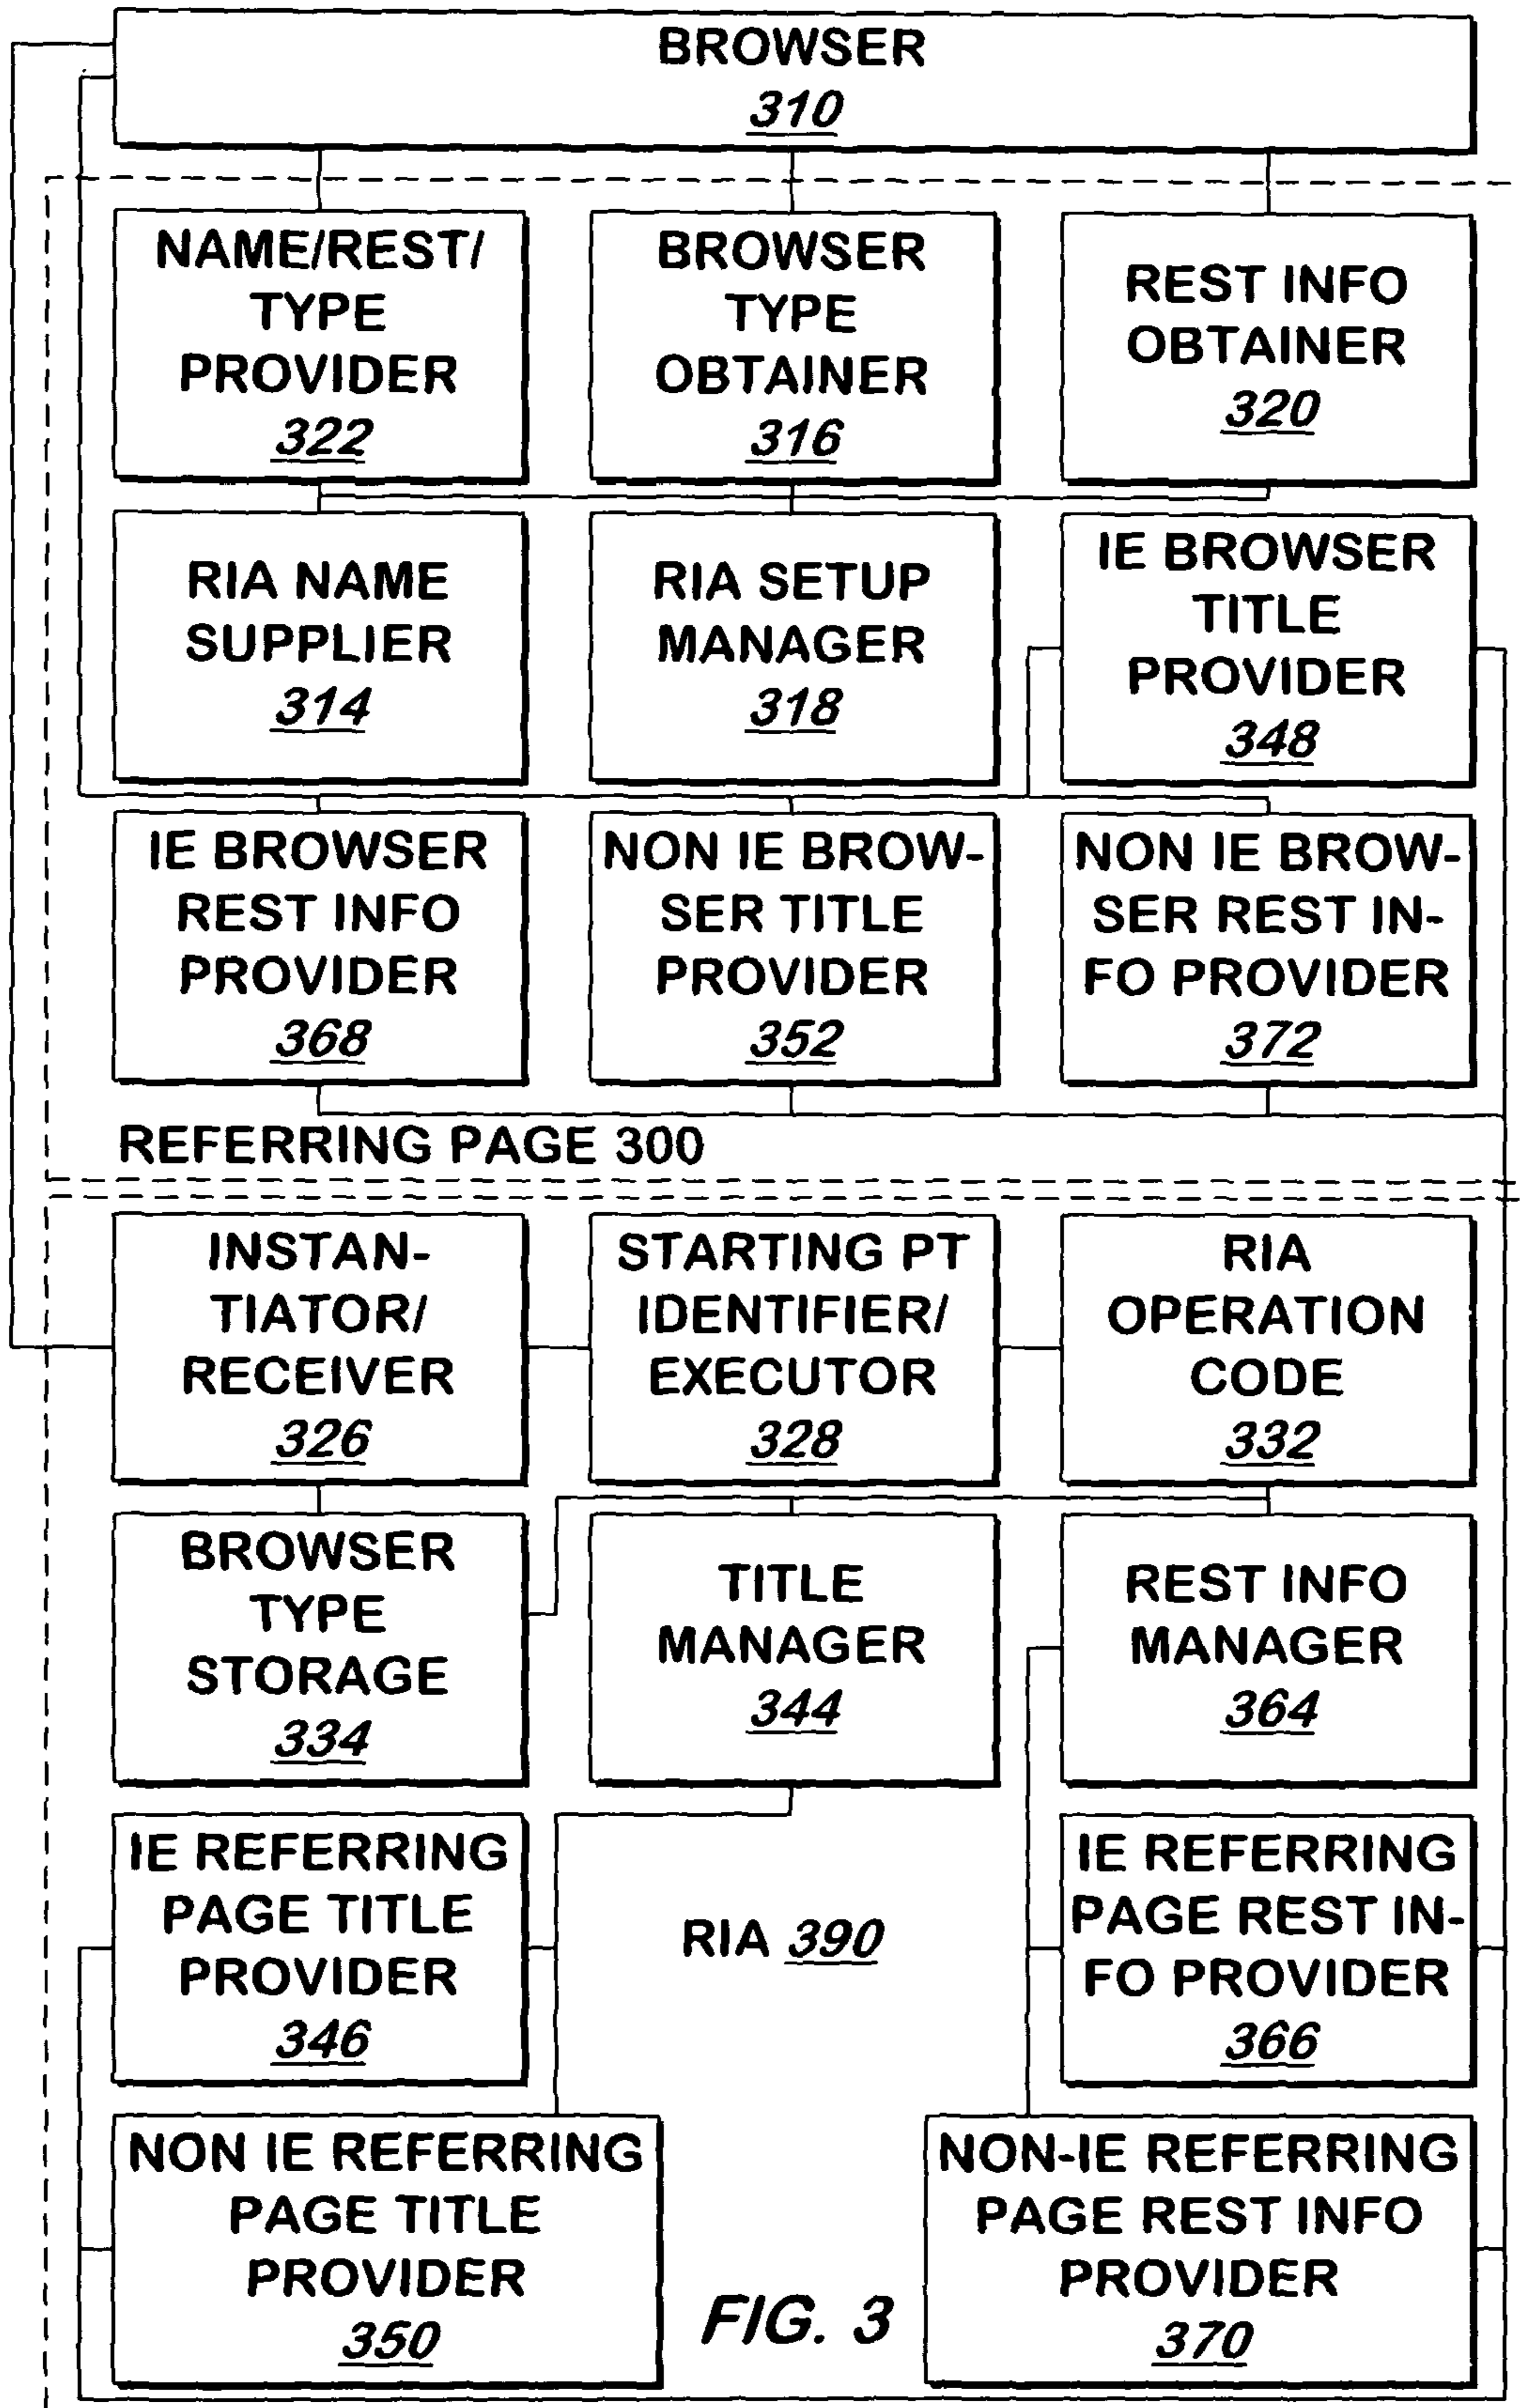 BROWSER
310
NAME/REST/
TYPE
PROVIDER
322
BROWSER
TYPE
OBTAINER
316
REST INFO
OBTAINER
320
RIA NAME
SUPPLIER
314
RIA SETUP
MANAGER
318
IE BROWSER
TITLE
PROVIDER
348
IE BROWSER
REST INFO
PROVIDER
368
NON IE BROW-
SER TITLE
PROVIDER
352
NON IE BROW-
SER REST IN-
FO PROVIDER
372
REFERRING PAGE 300
INSTAN-
TIATOR/
RECEIVER
326
STARTING PT
IDENTIFIER/
EXECUTOR
328
RIA
OPERATION
CODE
332
BROWSER
TYPE
STORAGE
334
TITLE
MANAGER
344
REST INFO
MANAGER
364
IE REFERRING
PAGE TITLE
PROVIDER
346
RIA 390
IE REFERRING
PAGE REST IN-
FO PROVIDER
366
NON IE REFERRING
PAGE TITLE
PROVIDER
350
NON-IE REFERRING
PAGE REST INFO
PROVIDER
370
FIG. 3